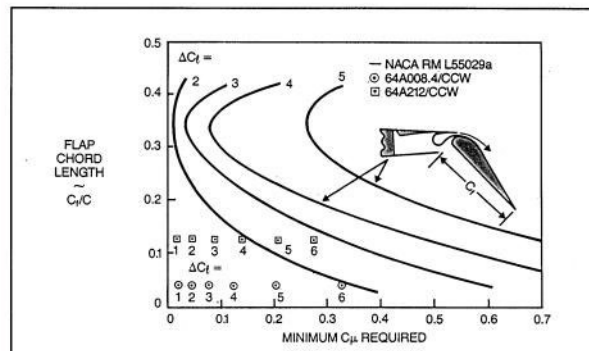 ΔCℓ =
2 3 4 5
— NACA RM L55029a
⊙ 64A008.4/CCW
⊡ 64A212/CCW
FLAP
CHORD
LENGTH
~
Cf/C
0.5
0.4
0.3
0.2
0.1
0.0
Cf
1 2 3 4 5 6
ΔCℓ =
1 2 3 4 5 6
0 0.1 0.2 0.3 0.4 0.5 0.6 0.7
MINIMUM Cμ REQUIRED